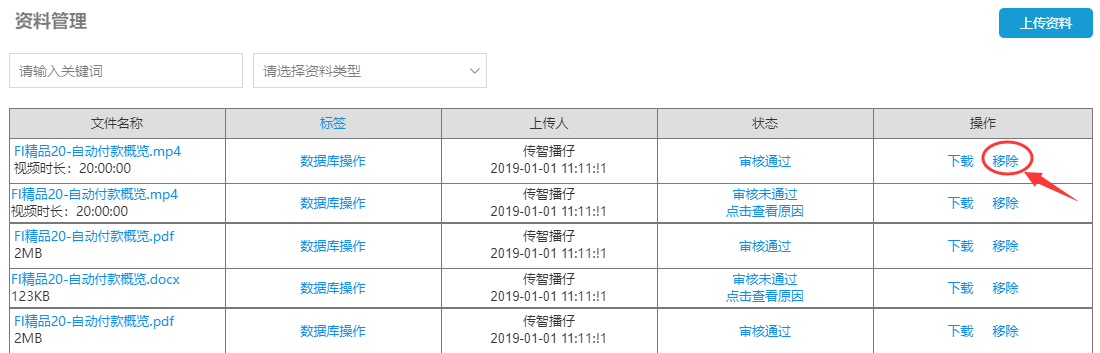 资料管理
上传资料
请输入关键词
请选择资料类型
文件名称 标签 上传人 状态 操作
FI精品20-自动付款概览.mp4
视频时长：20:00:00
数据库操作
传智播仔
2019-01-01 11:11:!1
审核通过
下载 移除
FI精品20-自动付款概览.mp4
视频时长：20:00:00
数据库操作
传智播仔
2019-01-01 11:11:!1
审核未通过
点击查看原因
下载 移除
FI精品20-自动付款概览.pdf
2MB
数据库操作
传智播仔
2019-01-01 11:11:!1
审核通过
下载 移除
FI精品20-自动付款概览.docx
123KB
数据库操作
传智播仔
2019-01-01 11:11:!1
审核未通过
点击查看原因
下载 移除
FI精品20-自动付款概览.pdf
2MB
数据库操作
传智播仔
2019-01-01 11:11:!1
审核通过
下载 移除